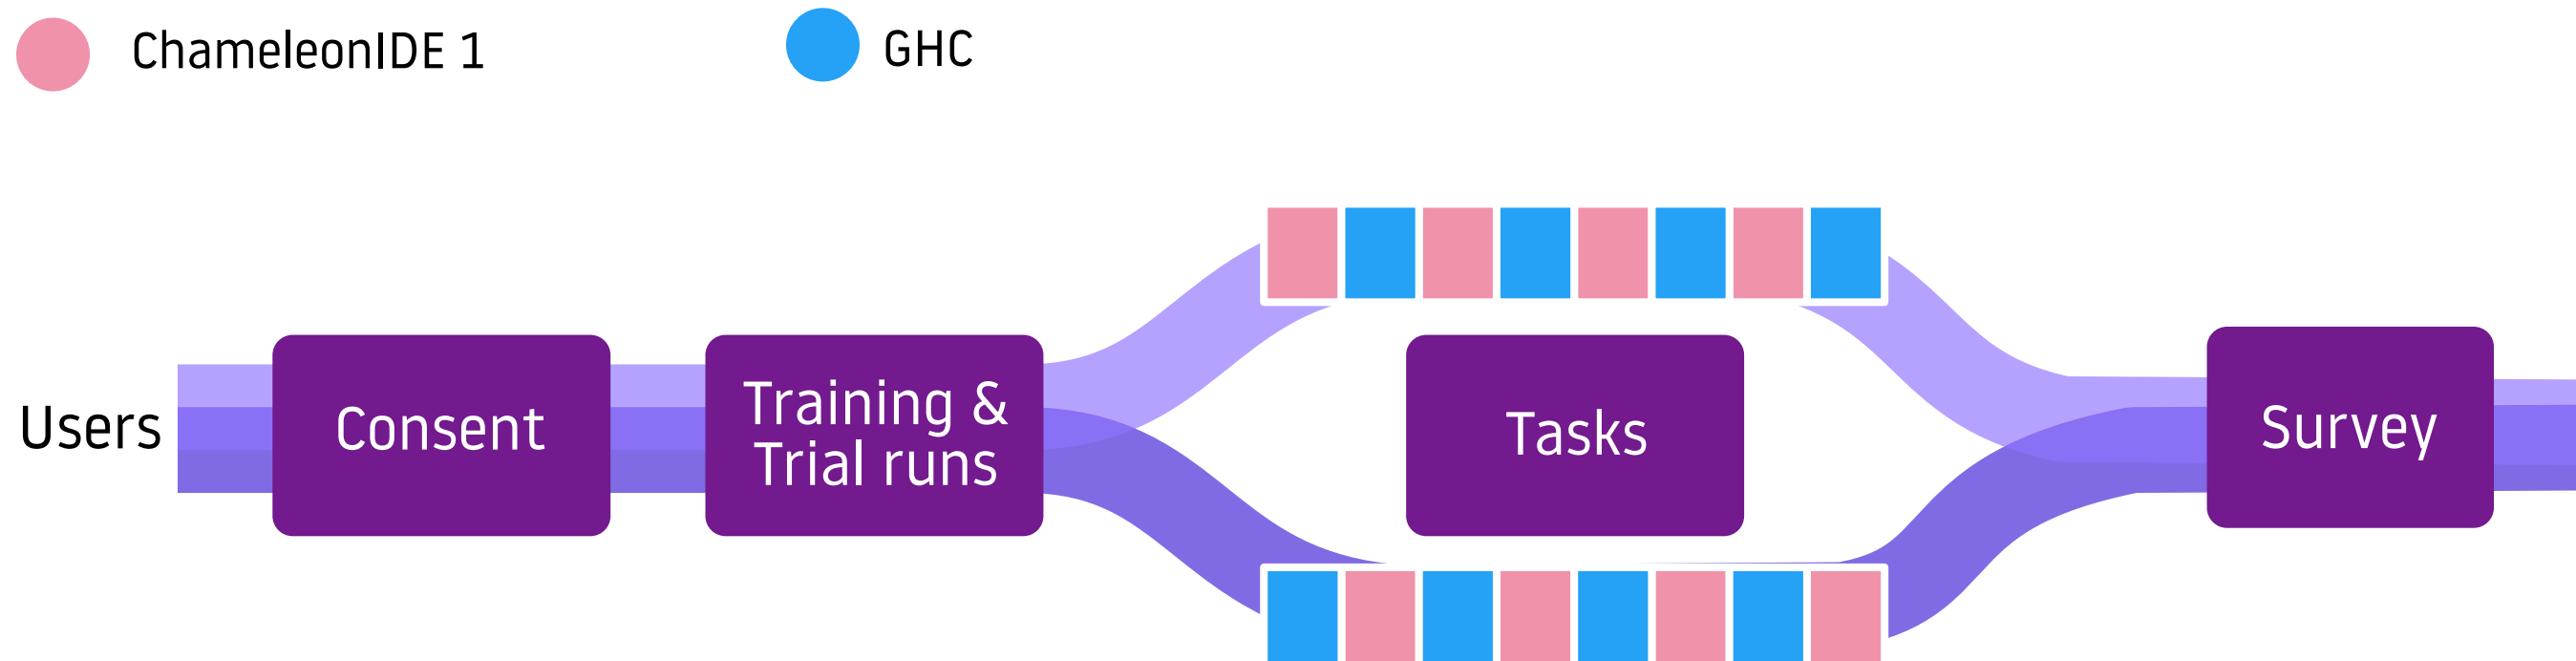 ChameleonIDE 1
GHC
Users
Consent
Training &
Trial runs
Tasks
Survey